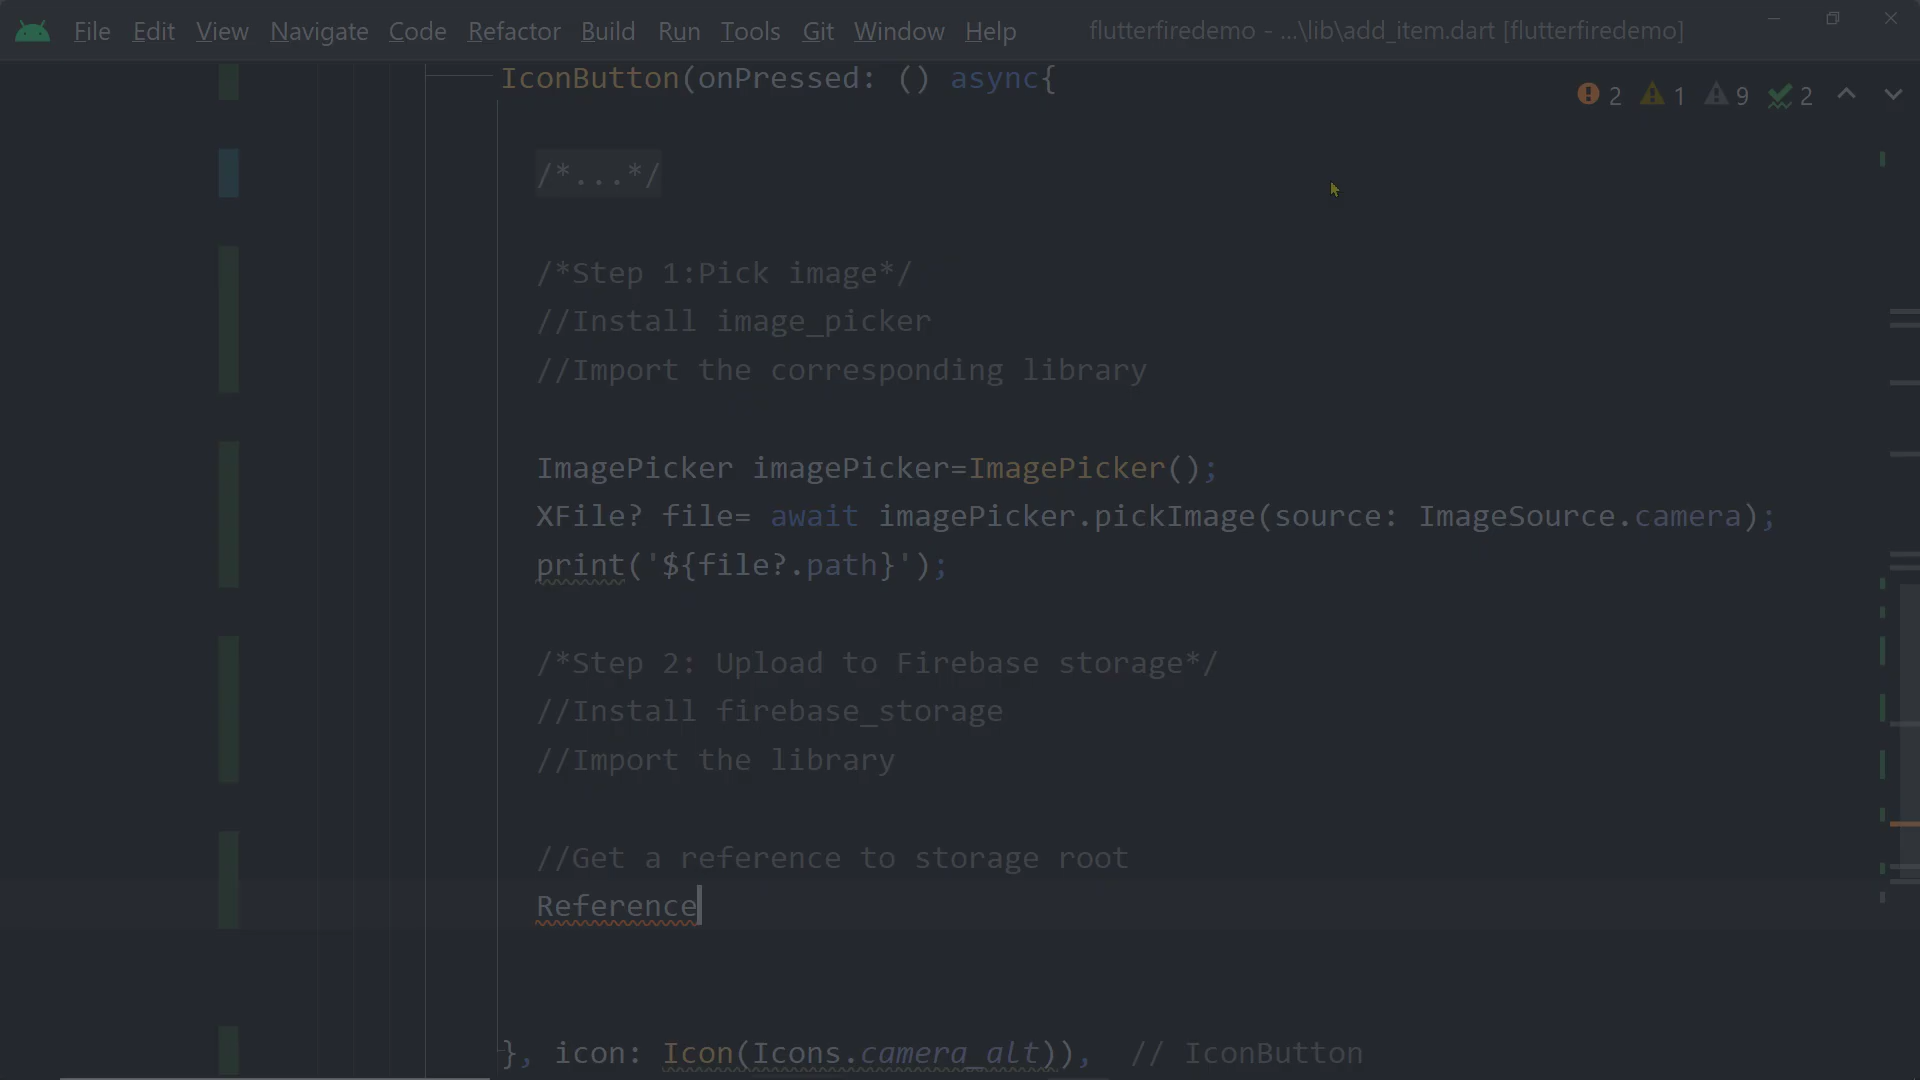 File Edit View Navigate Code Refactor Build Run Tools Git Window Help flutterfiredemo - ...\lib\add_item.dart [flutterfiredemo]
IconButton(onPressed: () async{
2 1 9 2
/*...*/
/*Step 1:Pick image*/
//Install image_picker
//Import the corresponding library
ImagePicker imagePicker=ImagePicker();
XFile? file= await imagePicker.pickImage(source: ImageSource.camera);
print('${file?.path}');
/*Step 2: Upload to Firebase storage*/
//Install firebase_storage
//Import the library
//Get a reference to storage root
Reference
}, icon: Icon(Icons.camera_alt)), // IconButton